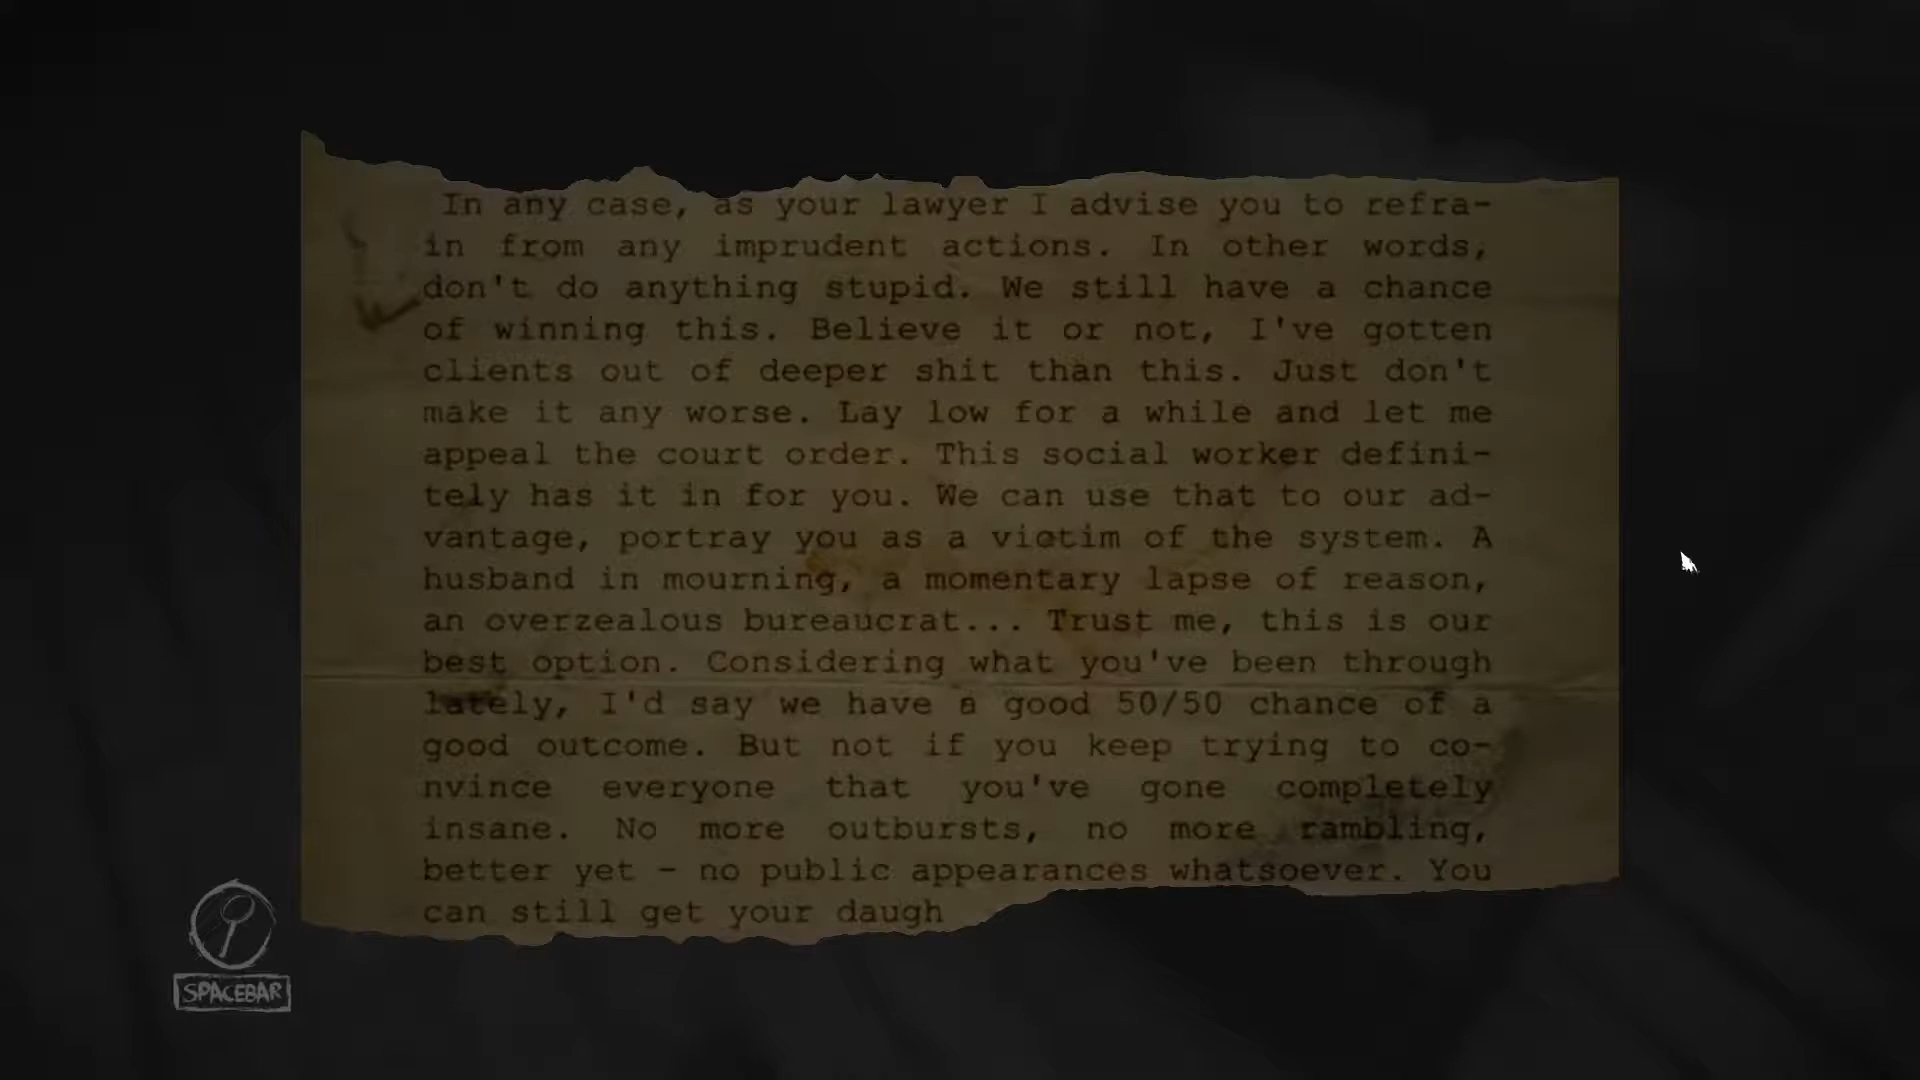 In any case, as your lawyer I advise you to refra-
in from any imprudent actions. In other words,
don't do anything stupid. We still have a chance
of winning this. Believe it or not, I've gotten
clients out of deeper shit than this. Just don't
make it any worse. Lay low for a while and let me
appeal the court order. This social worker defini-
tely has it in for you. We can use that to our ad-
vantage, portray you as a victim of the system. A
husband in mourning, a momentary lapse of reason,
an overzealous bureaucrat... Trust me, this is our
best option. Considering what you've been through
lately, I'd say we have a good 50/50 chance of a
good outcome. But not if you keep trying to co-
nvince everyone that you've gone completely
insane. No more outbursts, no more rambling,
better yet - no public appearances whatsoever. You
can still get your daugh
SPACEBAR